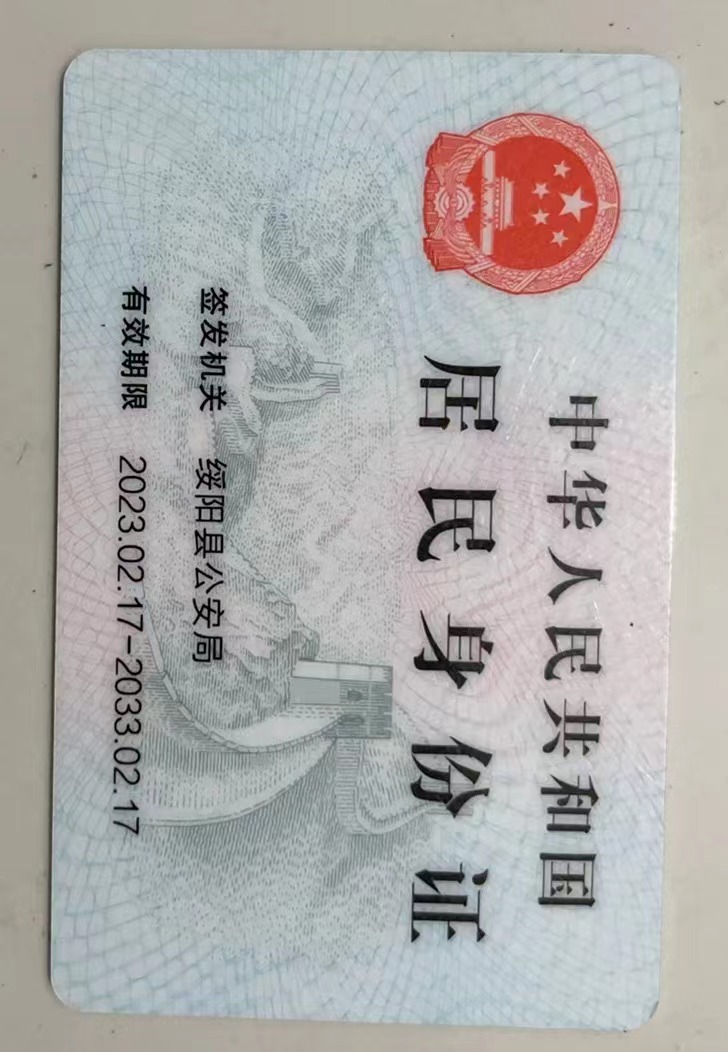 中华人民共和国
居民身份证
签发机关 绥阳县公安局
有效期限 2023.02.17-2033.02.17